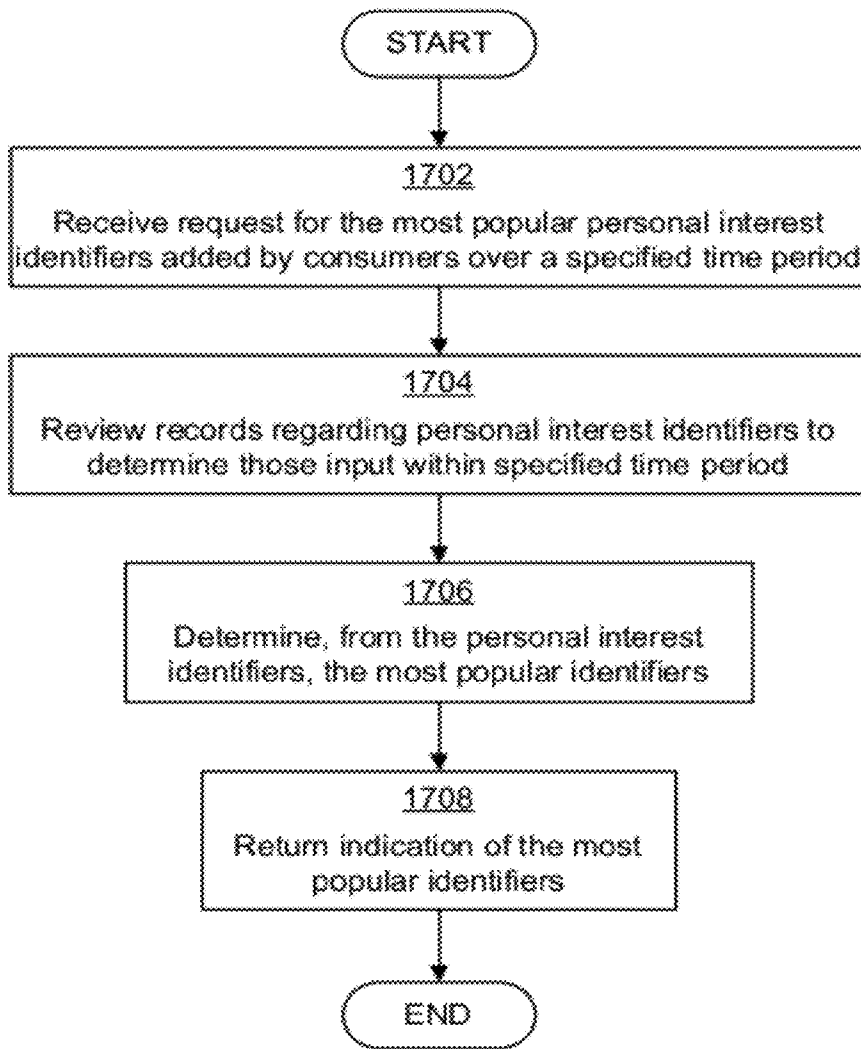 START
1702
Receive request for the most popular personal interest
identifiers added by consumers over a specified time period
1704
Review records regarding personal interest identifiers to
determine those input within specified time period
1706
Determine, from the personal interest
identifiers, the most popular identifiers
1708
Return indication of the most
popular identifiers
END